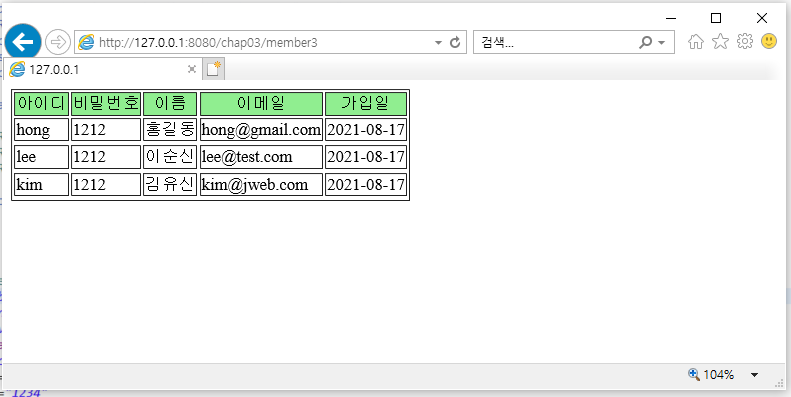 http://127.0.0.1:8080/chap03/member3
검색...
127.0.0.1
아이디 비밀번호 이름 이메일 가입일
hong 1212 홍길동 hong@gmail.com 2021-08-17
lee 1212 이순신 lee@test.com 2021-08-17
kim 1212 김유신 kim@jweb.com 2021-08-17
104%
="1234"